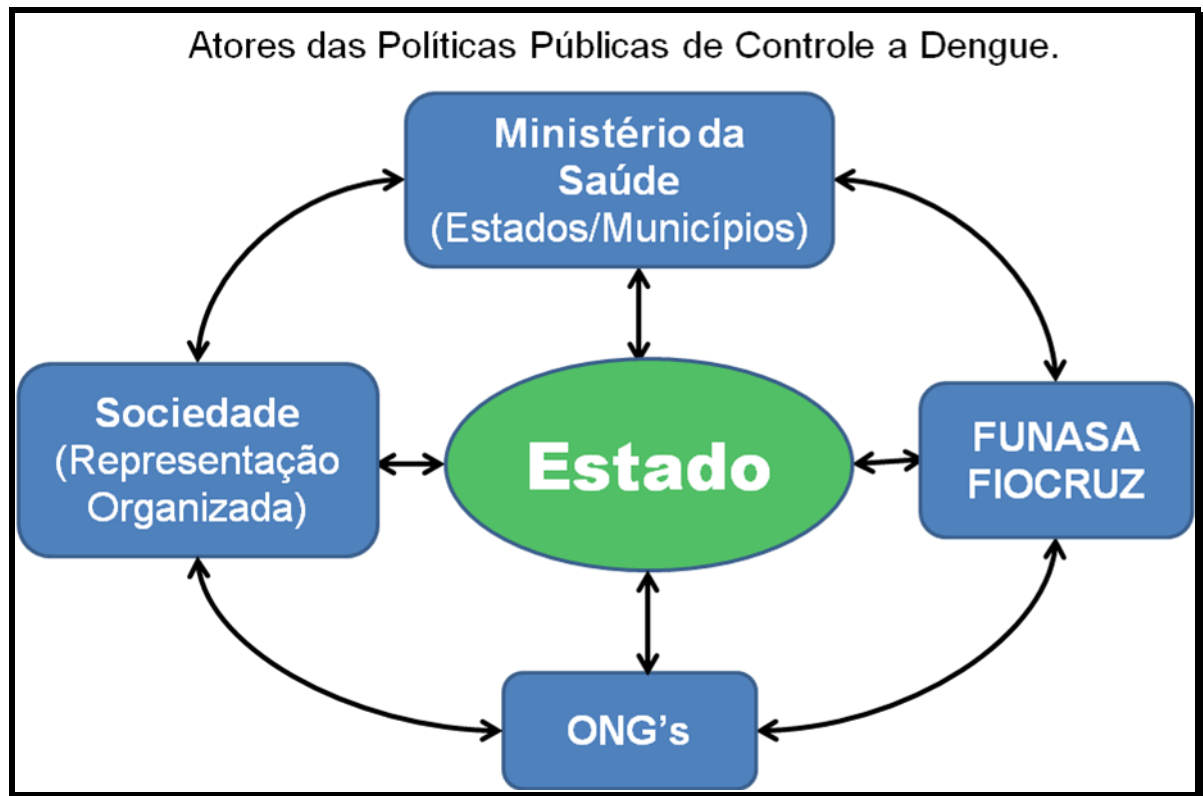 Atores das Políticas Públicas de Controle a Dengue.
Ministério da
Saúde
(Estados/Municípios)
Sociedade
(Representação
Organizada)
Estado
FUNASA
FIOCRUZ
ONG's